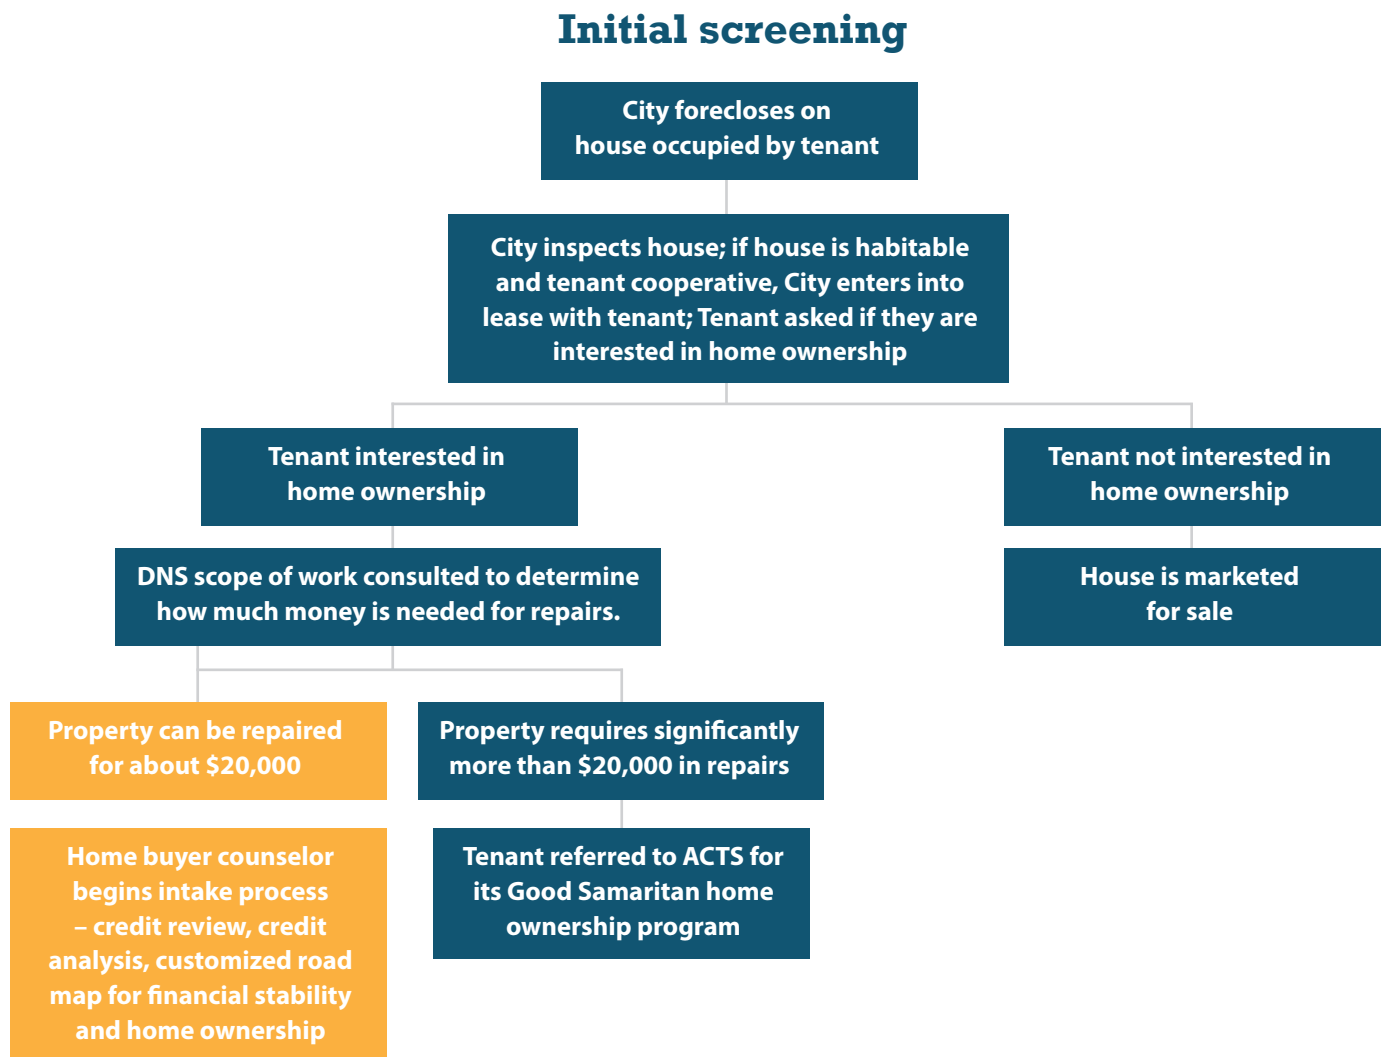 Initial screening
City forecloses on
house occupied by tenant
City inspects house; if house is habitable
and tenant cooperative, City enters into
lease with tenant; Tenant asked if they are
interested in home ownership
Tenant interested in
home ownership
Tenant not interested in
home ownership
DNS scope of work consulted to determine
how much money is needed for repairs.
House is marketed
for sale
Property can be repaired
for about $20,000
Property requires significantly
more than $20,000 in repairs
Home buyer counselor
begins intake process
– credit review, credit
analysis, customized road
map for financial stability
and home ownership
Tenant referred to ACTS for
its Good Samaritan home
ownership program